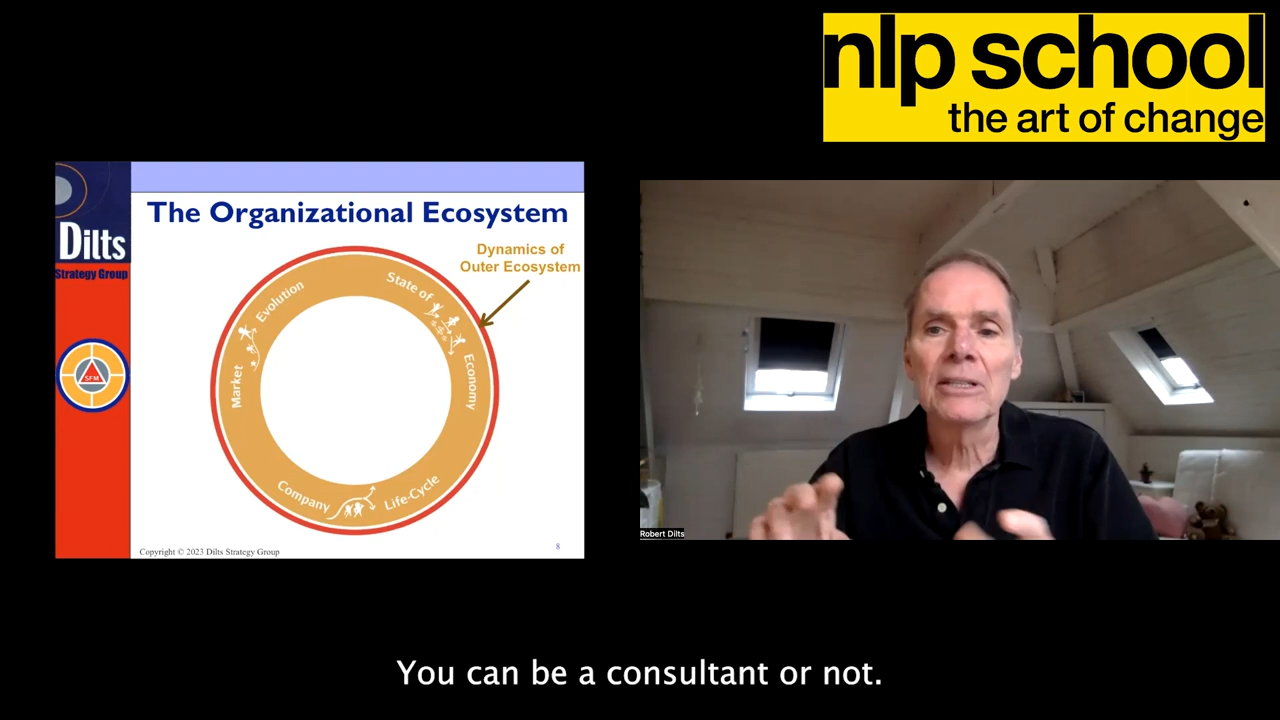 nlp school
the art of change
Dilts
Strategy Group
SFM
The Organizational Ecosystem
Dynamics of
Outer Ecosystem
Market Evolution
State of Economy
Company Life-Cycle
Copyright © 2023 Dilts Strategy Group
8
Robert Dilts
You can be a consultant or not.